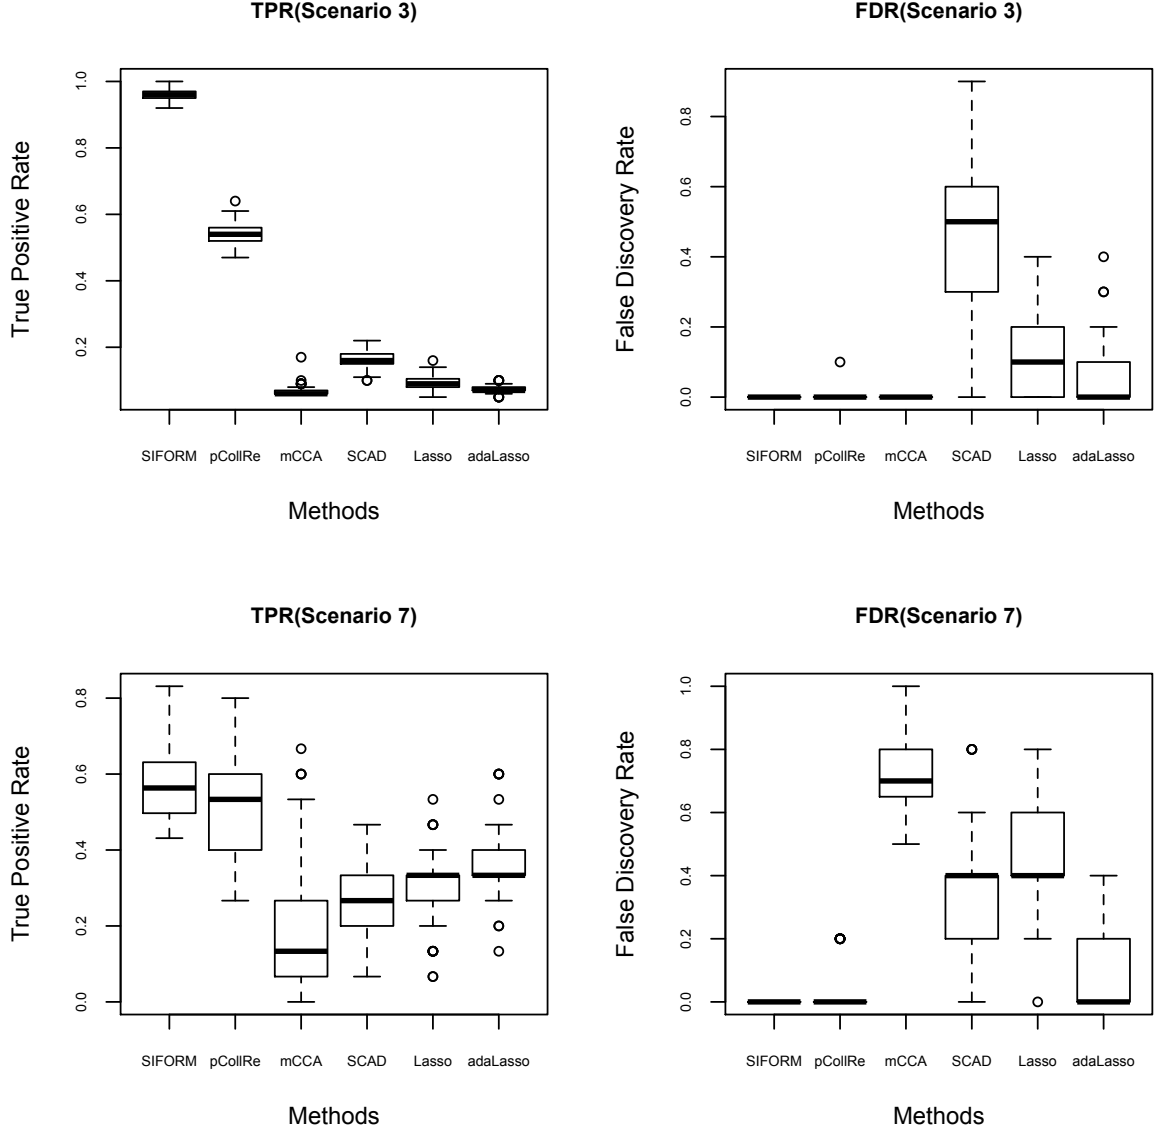 TPR(Scenario 3)
True Positive Rate
1.0
0.8
0.6
0.4
0.2
SIFORM pCollRe mCCA SCAD Lasso adaLasso
Methods
FDR(Scenario 3)
False Discovery Rate
0.8
0.6
0.4
0.2
0.0
SIFORM pCollRe mCCA SCAD Lasso adaLasso
Methods
TPR(Scenario 7)
True Positive Rate
0.8
0.6
0.4
0.2
0.0
SIFORM pCollRe mCCA SCAD Lasso adaLasso
Methods
FDR(Scenario 7)
False Discovery Rate
1.0
0.8
0.6
0.4
0.2
0.0
SIFORM pCollRe mCCA SCAD Lasso adaLasso
Methods